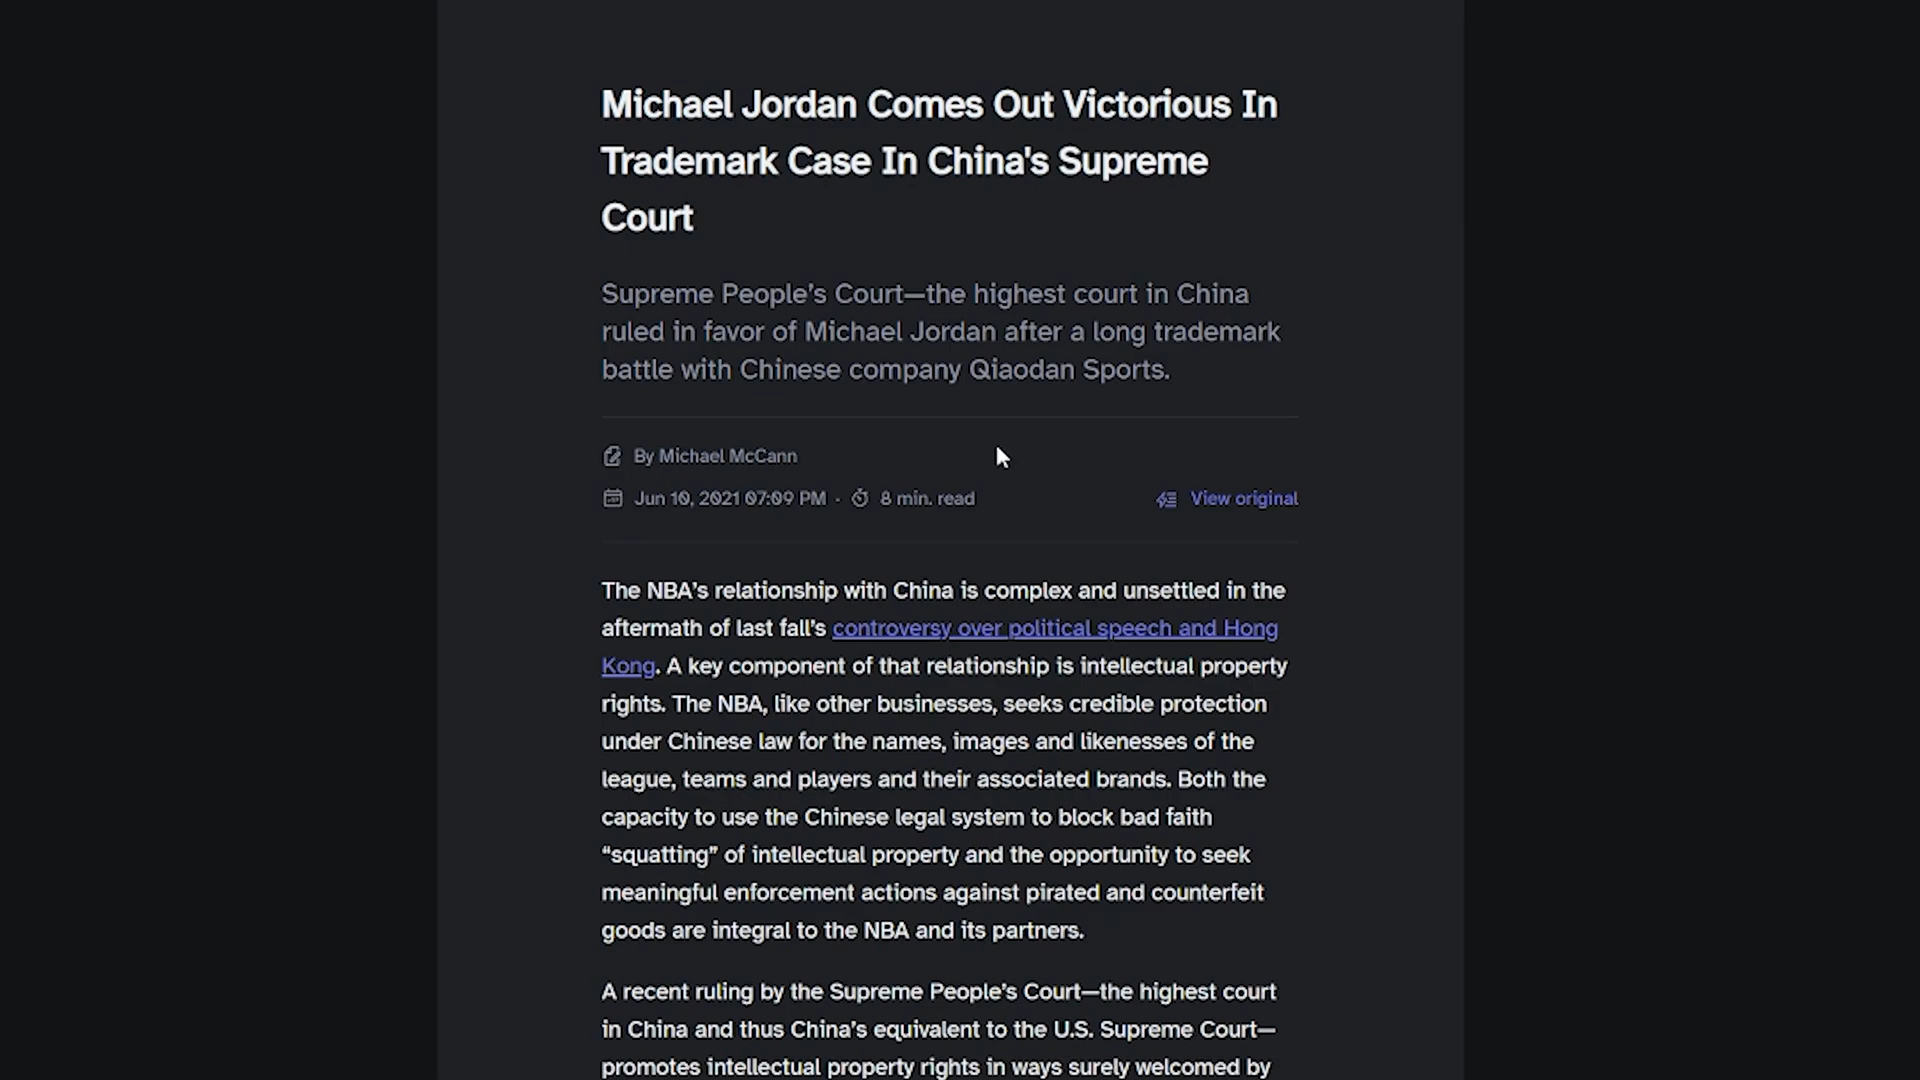 Michael Jordan Comes Out Victorious In
Trademark Case In China's Supreme
Court
Supreme People’s Court—the highest court in China
ruled in favor of Michael Jordan after a long trademark
battle with Chinese company Qiaodan Sports.
By Michael McCann
Jun 10, 2021 07:09 PM · 8 min. read
View original
The NBA’s relationship with China is complex and unsettled in the
aftermath of last fall’s controversy over political speech and Hong
Kong. A key component of that relationship is intellectual property
rights. The NBA, like other businesses, seeks credible protection
under Chinese law for the names, images and likenesses of the
league, teams and players and their associated brands. Both the
capacity to use the Chinese legal system to block bad faith
“squatting” of intellectual property and the opportunity to seek
meaningful enforcement actions against pirated and counterfeit
goods are integral to the NBA and its partners.
A recent ruling by the Supreme People’s Court—the highest court
in China and thus China’s equivalent to the U.S. Supreme Court—
promotes intellectual property rights in ways surely welcomed by